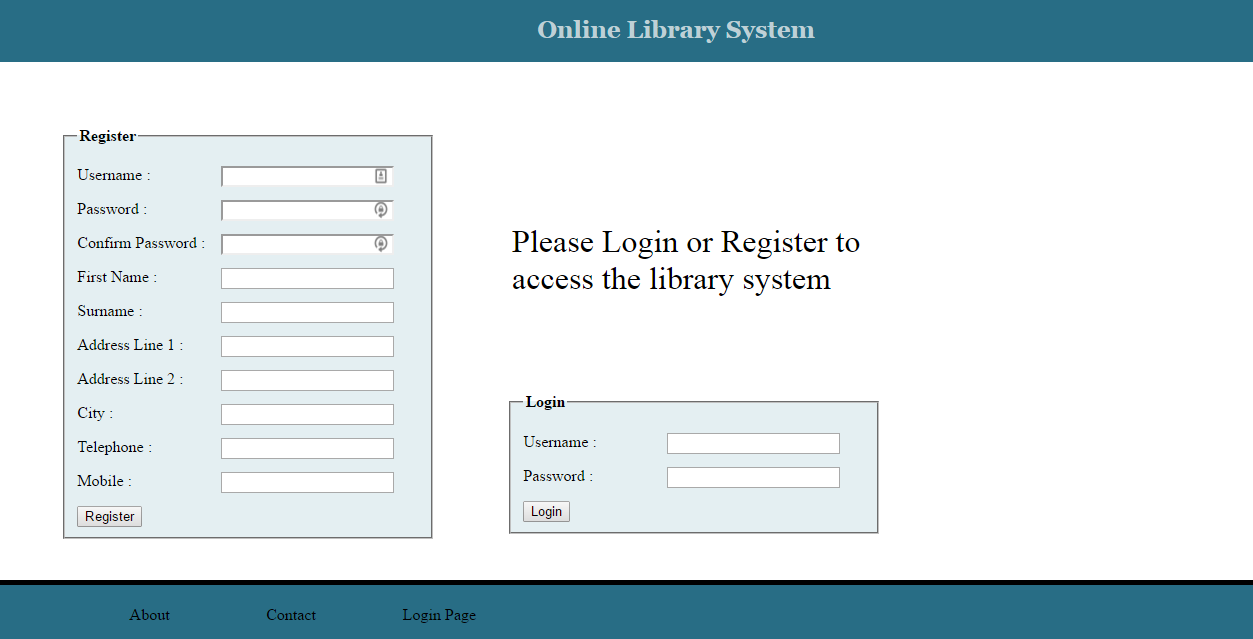 Online Library System
Register
Username :
Password :
Confirm Password :
First Name :
Surname :
Address Line 1 :
Address Line 2 :
City :
Telephone :
Mobile :
Register
Please Login or Register to
access the library system
Login
Username :
Password :
Login
About
Contact
Login Page